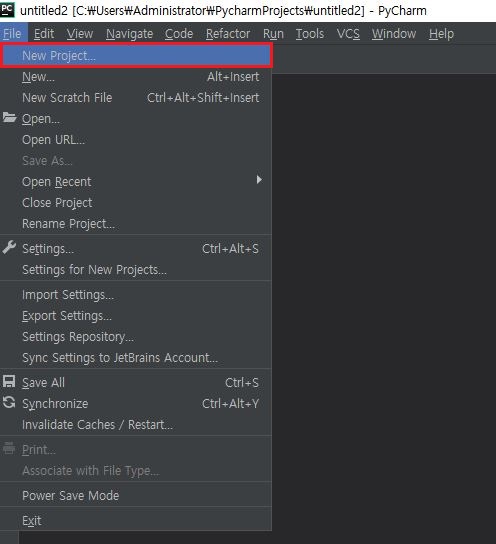 PC untitled2 [C:₩Users₩Administrator₩PycharmProjects₩untitled2] - PyCharm
File Edit View Navigate Code Refactor Run Tools VCS Window Help
New Project...
New... Alt+Insert
New Scratch File Ctrl+Alt+Shift+Insert
Open...
Open URL...
Save As...
Open Recent
Close Project
Rename Project...
Settings... Ctrl+Alt+S
Settings for New Projects...
Import Settings...
Export Settings...
Settings Repository...
Sync Settings to JetBrains Account...
Save All Ctrl+S
Synchronize Ctrl+Alt+Y
Invalidate Caches / Restart...
Print...
Associate with File Type...
Power Save Mode
Exit